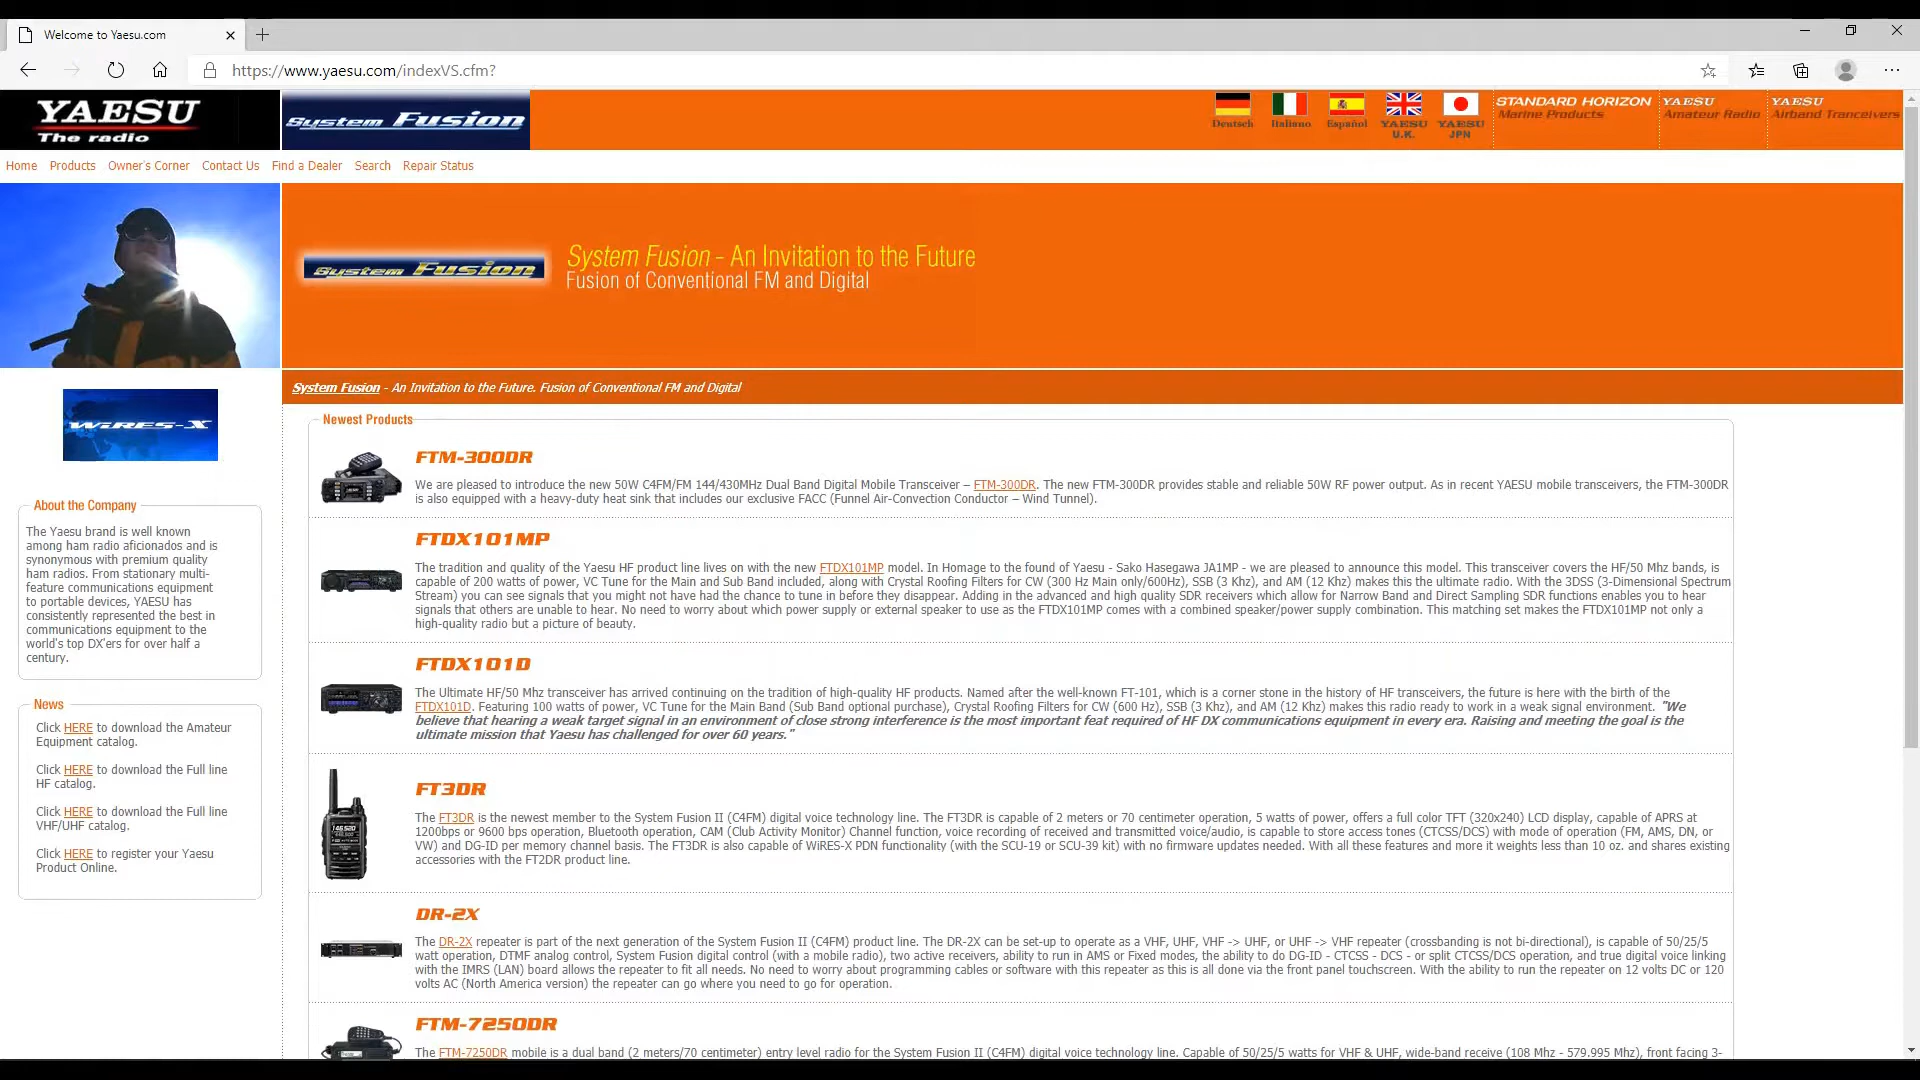 Welcome to Yaesu.com
https://www.yaesu.com/indexVS.cfm?
YAESU
The radio
System Fusion
Deutsch
Italiano
Español
YAESU
U.K.
YAESU
JPN
STANDARD HORIZON
Marine Products
YAESU
Amateur Radio
YAESU
Airband Tranceivers
Home Products Owner's Corner Contact Us Find a Dealer Search Repair Status
System Fusion
System Fusion - An Invitation to the Future
Fusion of Conventional FM and Digital
System Fusion - An Invitation to the Future. Fusion of Conventional FM and Digital
WiRES-X
About the Company
The Yaesu brand is well known
among ham radio aficionados and is
synonymous with premium quality
ham radios. From stationary multi-
feature communications equipment
to portable devices, YAESU has
consistently represented the best in
communications equipment to the
world's top DX'ers for over half a
century.
News
Click HERE to download the Amateur
Equipment catalog.
Click HERE to download the Full line
HF catalog.
Click HERE to download the Full line
VHF/UHF catalog.
Click HERE to register your Yaesu
Product Online.
Newest Products
FTM-300DR
We are pleased to introduce the new 50W C4FM/FM 144/430MHz Dual Band Digital Mobile Transceiver – FTM-300DR. The new FTM-300DR provides stable and reliable 50W RF power output. As in recent YAESU mobile transceivers, the FTM-300DR
is also equipped with a heavy-duty heat sink that includes our exclusive FACC (Funnel Air-Convection Conductor – Wind Tunnel).
FTDX101MP
The tradition and quality of the Yaesu HF product line lives on with the new FTDX101MP model. In Homage to the found of Yaesu - Sako Hasegawa JA1MP - we are pleased to announce this model. This transceiver covers the HF/50 Mhz bands, is
capable of 200 watts of power, VC Tune for the Main and Sub Band included, along with Crystal Roofing Filters for CW (300 Hz Main only/600Hz), SSB (3 Khz), and AM (12 Khz) makes this the ultimate radio. With the 3DSS (3-Dimensional Spectrum
Stream) you can see signals that you might not have had the chance to tune in before they disappear. Adding in the advanced and high quality SDR receivers which allow for Narrow Band and Direct Sampling SDR functions enables you to hear
signals that others are unable to hear. No need to worry about which power supply or external speaker to use as the FTDX101MP comes with a combined speaker/power supply combination. This matching set makes the FTDX101MP not only a
high-quality radio but a picture of beauty.
FTDX101D
The Ultimate HF/50 Mhz transceiver has arrived continuing on the tradition of high-quality HF products. Named after the well-known FT-101, which is a corner stone in the history of HF transceivers, the future is here with the birth of the
FTDX101D. Featuring 100 watts of power, VC Tune for the Main Band (Sub Band optional purchase), Crystal Roofing Filters for CW (600 Hz), SSB (3 Khz), and AM (12 Khz) makes this radio ready to work in a weak signal environment. "We
believe that hearing a weak target signal in an environment of close strong interference is the most important feat required of HF DX communications equipment in every era. Raising and meeting the goal is the
ultimate mission that Yaesu has challenged for over 60 years."
FT3DR
The FT3DR is the newest member to the System Fusion II (C4FM) digital voice technology line. The FT3DR is capable of 2 meters or 70 centimeter operation, 5 watts of power, offers a full color TFT (320x240) LCD display, capable of APRS at
1200bps or 9600 bps operation, Bluetooth operation, CAM (Club Activity Monitor) Channel function, voice recording of received and transmitted voice/audio, is capable to store access tones (CTCSS/DCS) with mode of operation (FM, AMS, DN, or
VW) and DG-ID per memory channel basis. The FT3DR is also capable of WiRES-X PDN functionality (with the SCU-19 or SCU-39 kit) with no firmware updates needed. With all these features and more it weights less than 10 oz. and shares existing
accessories with the FT2DR product line.
DR-2X
The DR-2X repeater is part of the next generation of the System Fusion II (C4FM) product line. The DR-2X can be set-up to operate as a VHF, UHF, VHF -> UHF, or UHF -> VHF repeater (crossbanding is not bi-directional), is capable of 50/25/5
watt operation, DTMF analog control, System Fusion digital control (with a mobile radio), two active receivers, ability to run in AMS or Fixed modes, the ability to do DG-ID - CTCSS - DCS - or split CTCSS/DCS operation, and true digital voice linking
with the IMRS (LAN) board allows the repeater to fit all needs. No need to worry about programming cables or software with this repeater as this is all done via the front panel touchscreen. With the ability to run the repeater on 12 volts DC or 120
volts AC (North America version) the repeater can go where you need to go for operation.
FTM-7250DR
The FTM-7250DR mobile is a dual band (2 meters/70 centimeter) entry level radio for the System Fusion II (C4FM) digital voice technology line. Capable of 50/25/5 watts for VHF & UHF, wide-band receive (108 Mhz - 579.995 Mhz), front facing 3-